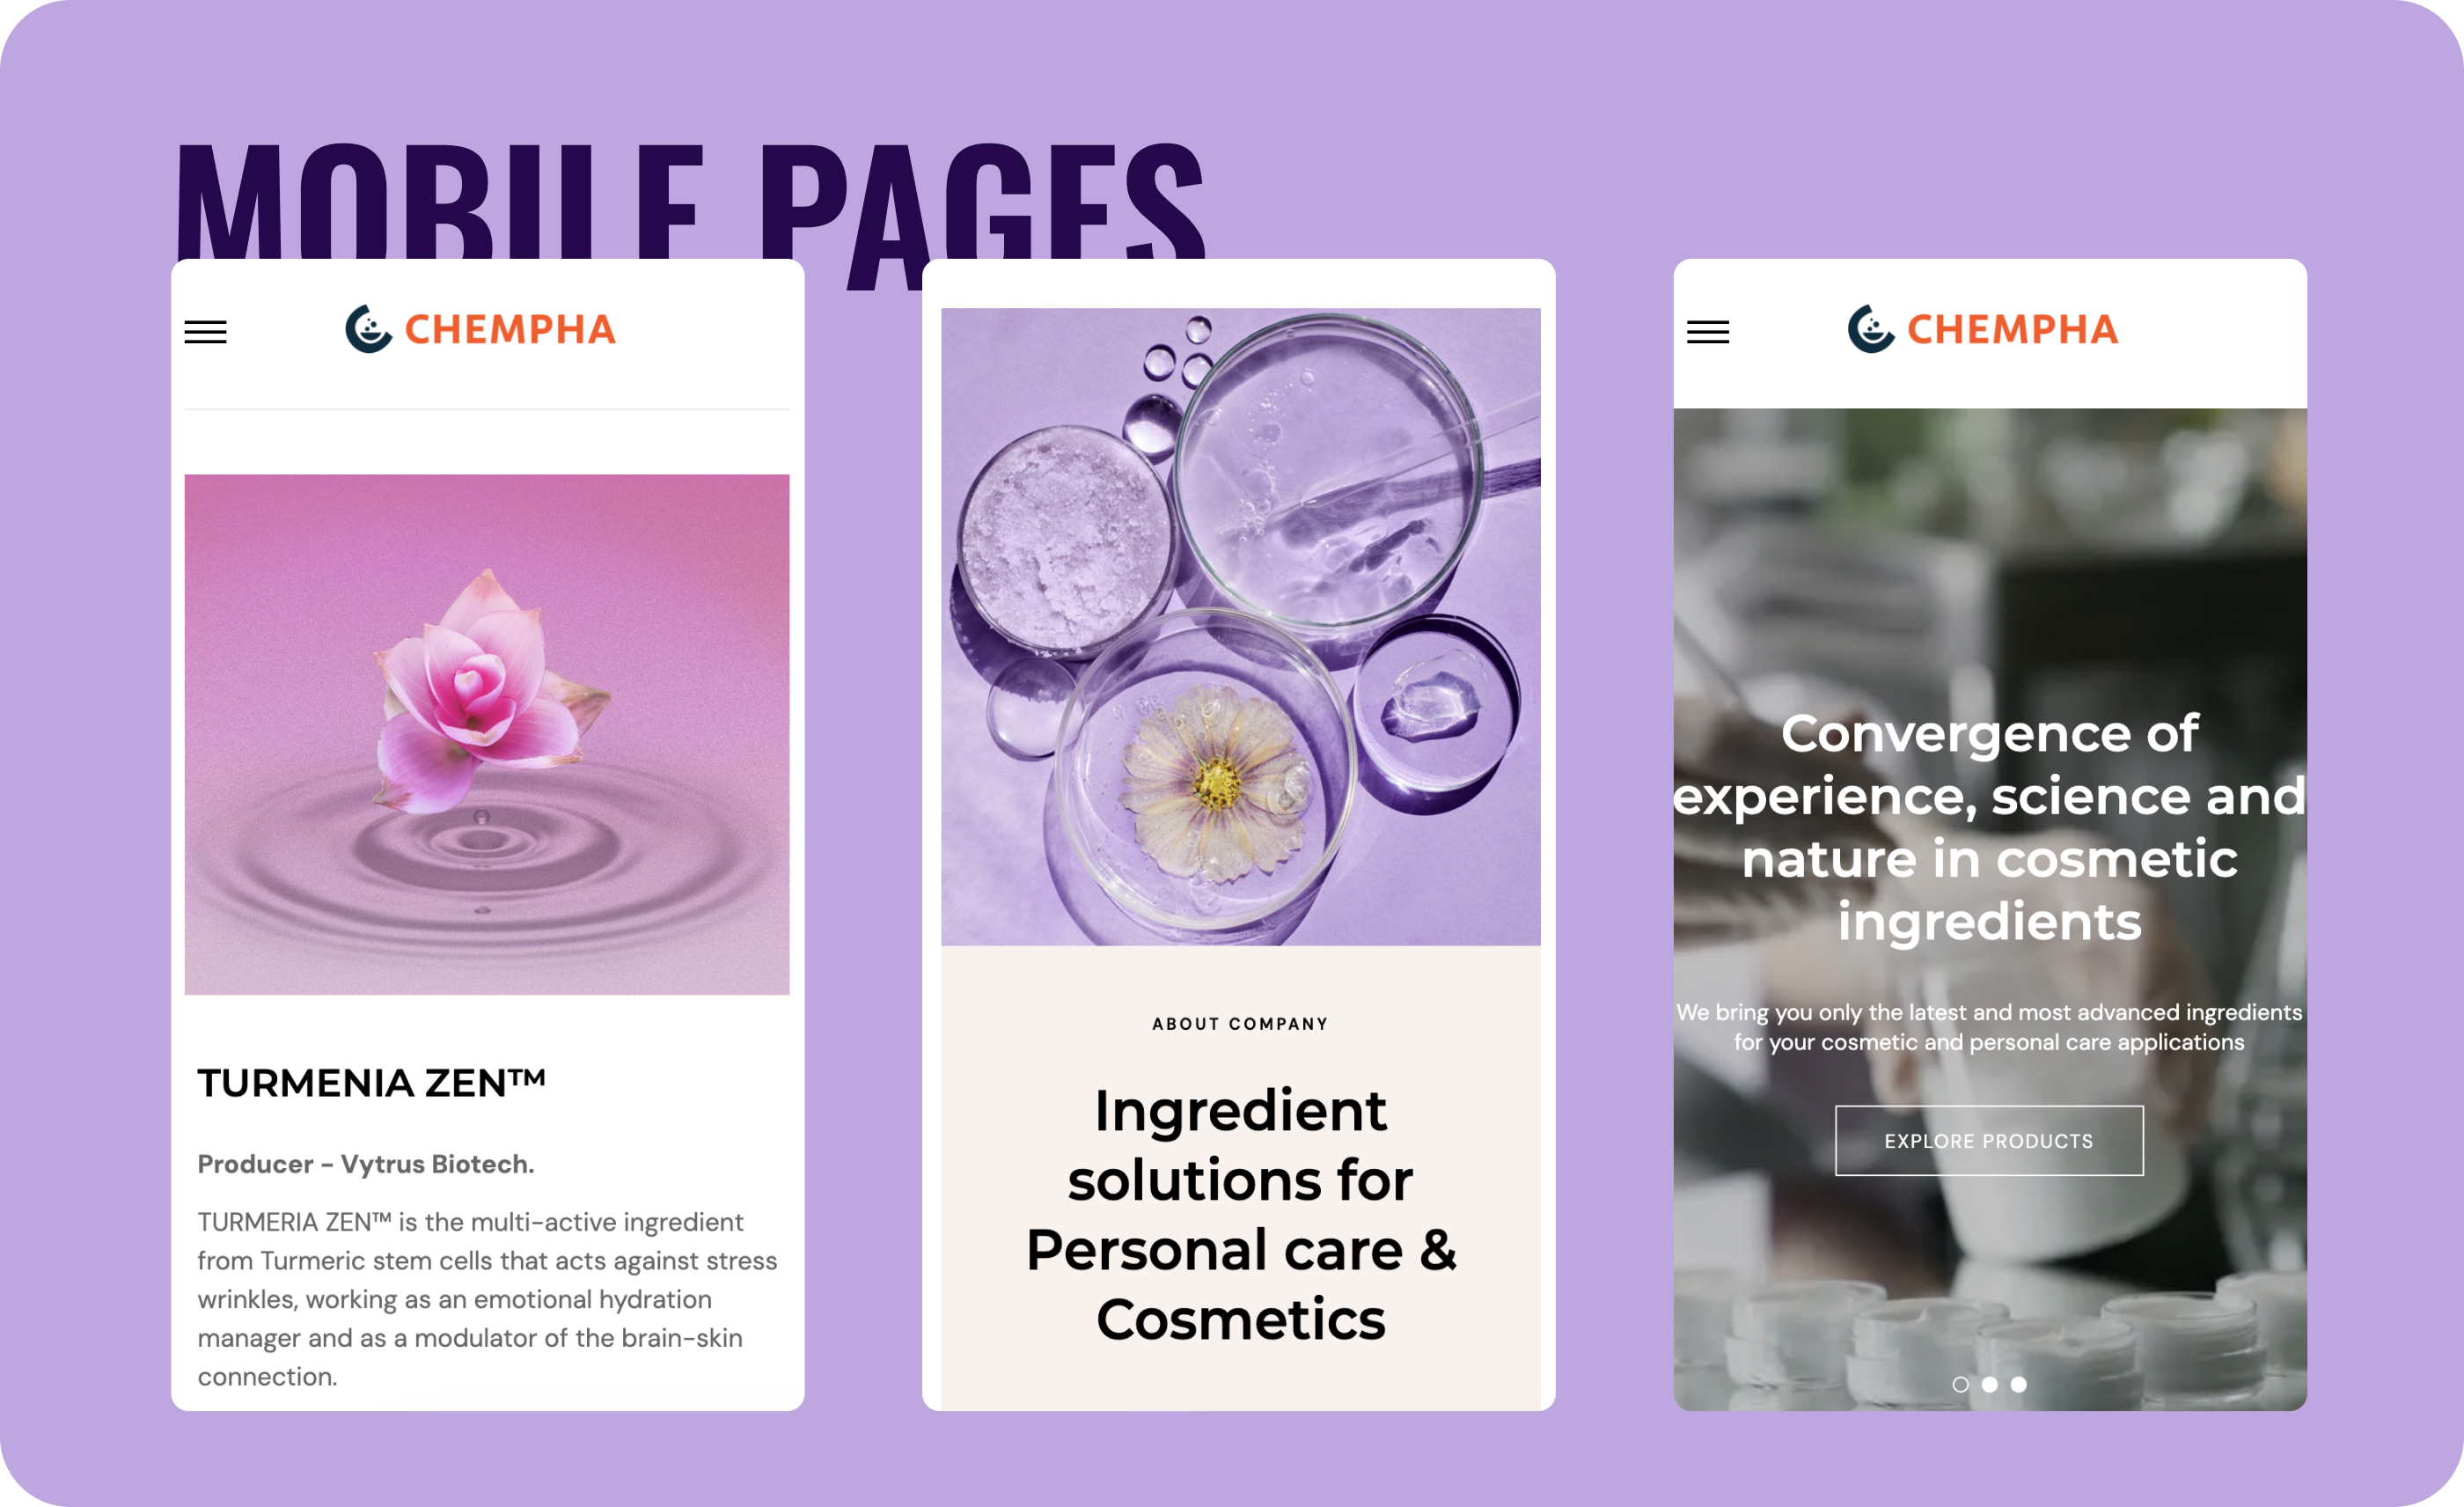 MOBILE PAGES
CHEMPHA
TURMENIA ZEN™
Producer - Vytrus Biotech.
TURMERIA ZEN™ is the multi-active ingredient
from Turmeric stem cells that acts against stress
wrinkles, working as an emotional hydration
manager and as a modulator of the brain-skin
connection.
ABOUT COMPANY
Ingredient
solutions for
Personal care &
Cosmetics
CHEMPHA
Convergence of
experience, science and
nature in cosmetic
ingredients
We bring you only the latest and most advanced ingredients
for your cosmetic and personal care applications
EXPLORE PRODUCTS